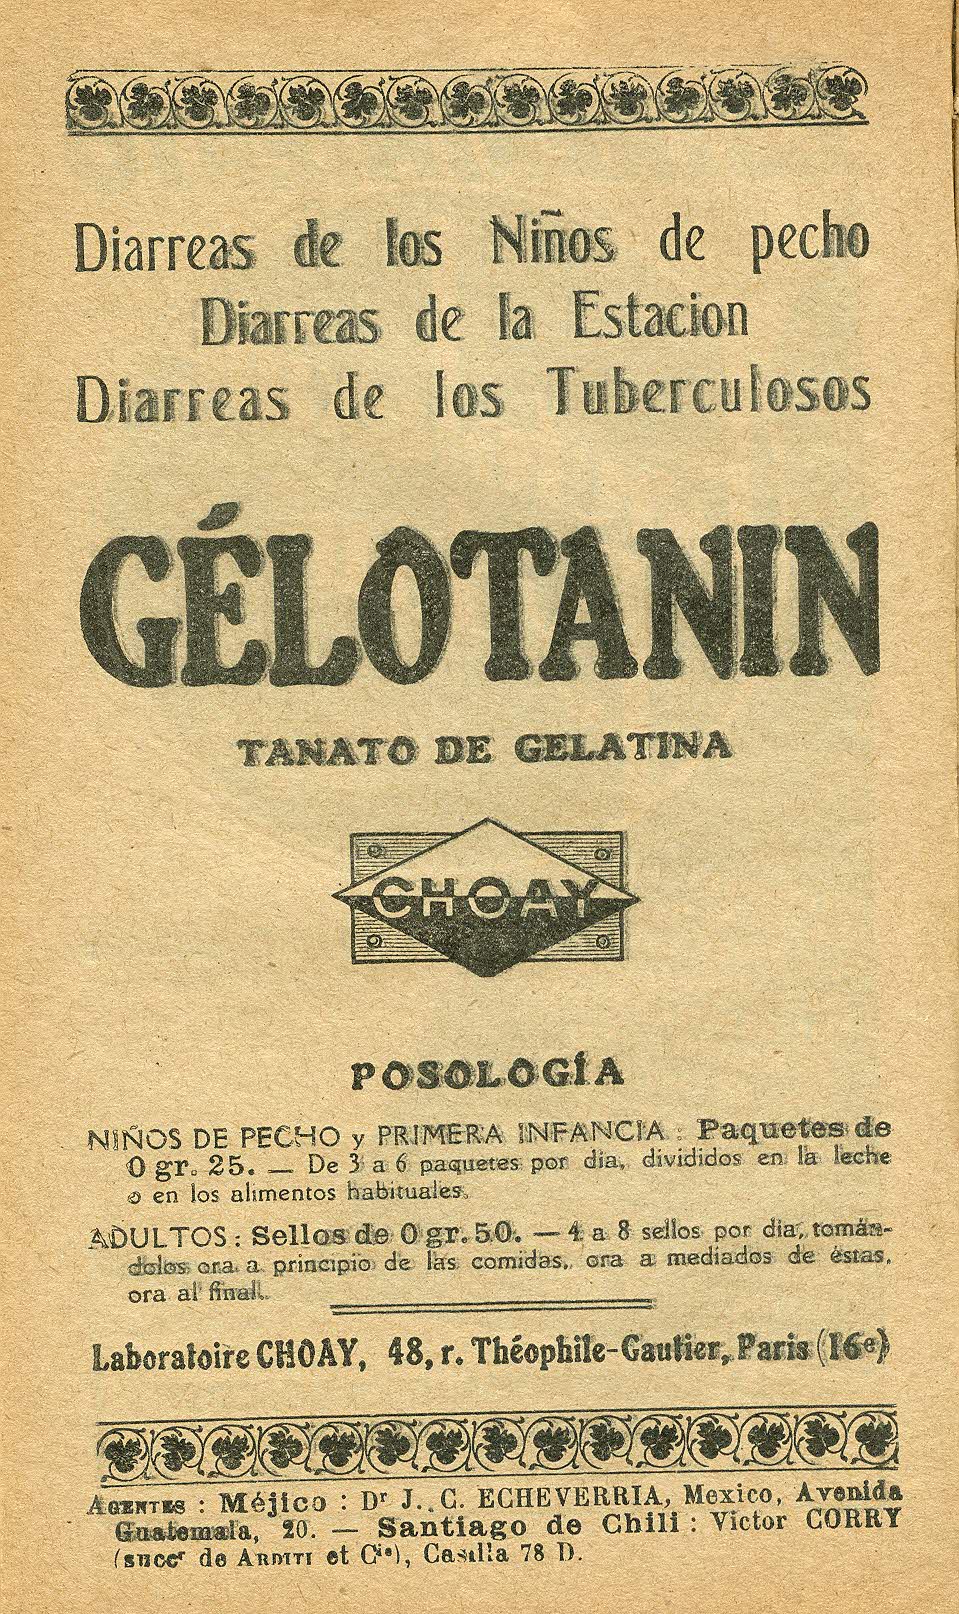 Diarreas de los Niños de pecho
Diarreas de la Estacion
Diarreas de los Tuberculosos
GÉLOTANIN
TANATO DE GELATINA
CHOAY
POSOLOGÍA
NIÑOS DE PECHO y PRIMERA INFANCIA : Paquetes de
0 gr. 25. — De 3 a 6 paquetes por dia, divididos en la leche
o en los alimentos habituales.
ADULTOS : Sellos de 0 gr. 50. — 4 a 8 sellos por dia, tomán-
dolos ora a principio de las comidas, ora a mediados de éstas,
ora al final.
Laboratoire CHOAY, 48, r. Théophile-Gautier, Paris (16e)
AGENTES : Méjico : Dr J. C. ECHEVERRIA, Mexico, Avenida
Guatemala, 20. — Santiago de Chili : Victor CORRY
(succr de ARDITI et Cie), Casilla 78 D.